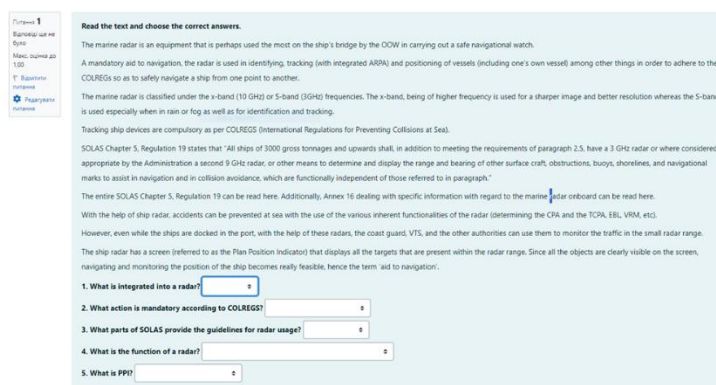 Питання 1
Відповіді ще не
було
Макс. оцінка до
1,00
Відмітити
питання
Редагувати
питання
Read the text and choose the correct answers.
The marine radar is an equipment that is perhaps used the most on the ship's bridge by the OOW in carrying out a safe navigational watch.
A mandatory aid to navigation, the radar is used in identifying, tracking (with integrated ARPA) and positioning of vessels (including one's own vessel) among other things in order to adhere to the
COLREGs so as to safely navigate a ship from one point to another.
The marine radar is classified under the x-band (10 GHz) or S-band (3GHz) frequencies. The x-band, being of higher frequency is used for a sharper image and better resolution whereas the S-band
is used especially when in rain or fog as well as for identification and tracking.
Tracking ship devices are compulsory as per COLREGS (International Regulations for Preventing Collisions at Sea).
SOLAS Chapter 5, Regulation 19 states that "All ships of 3000 gross tonnages and upwards shall, in addition to meeting the requirements of paragraph 2.5, have a 3 GHz radar or where considered
appropriate by the Administration a second 9 GHz radar, or other means to determine and display the range and bearing of other surface craft, obstructions, buoys, shorelines, and navigational
marks to assist in navigation and in collision avoidance, which are functionally independent of those referred to in paragraph."
The entire SOLAS Chapter 5, Regulation 19 can be read here. Additionally, Annex 16 dealing with specific information with regard to the marine radar onboard can be read here.
With the help of ship radar, accidents can be prevented at sea with the use of the various inherent functionalities of the radar (determining the CPA and the TCPA, EBL, VRM, etc).
However, even while the ships are docked in the port, with the help of these radars, the coast guard, VTS, and the other authorities can use them to monitor the traffic in the small radar range.
The ship radar has a screen (referred to as the Plan Position Indicator) that displays all the targets that are present within the radar range. Since all the objects are clearly visible on the screen,
navigating and monitoring the position of the ship becomes really feasible, hence the term 'aid to navigation'.
1. What is integrated into a radar?
2. What action is mandatory according to COLREGS?
3. What parts of SOLAS provide the guidelines for radar usage?
4. What is the function of a radar?
5. What is PPI?